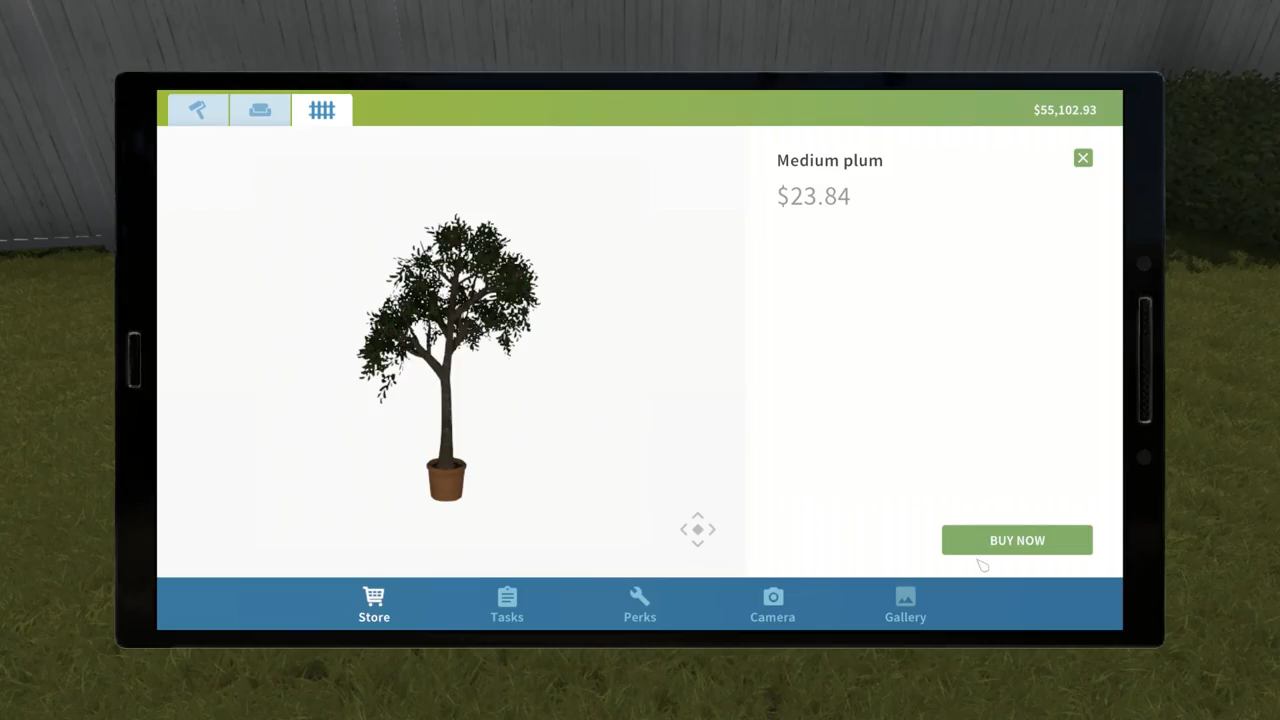 $55,102.93
Medium plum
$23.84
BUY NOW
Store
Tasks
Perks
Camera
Gallery